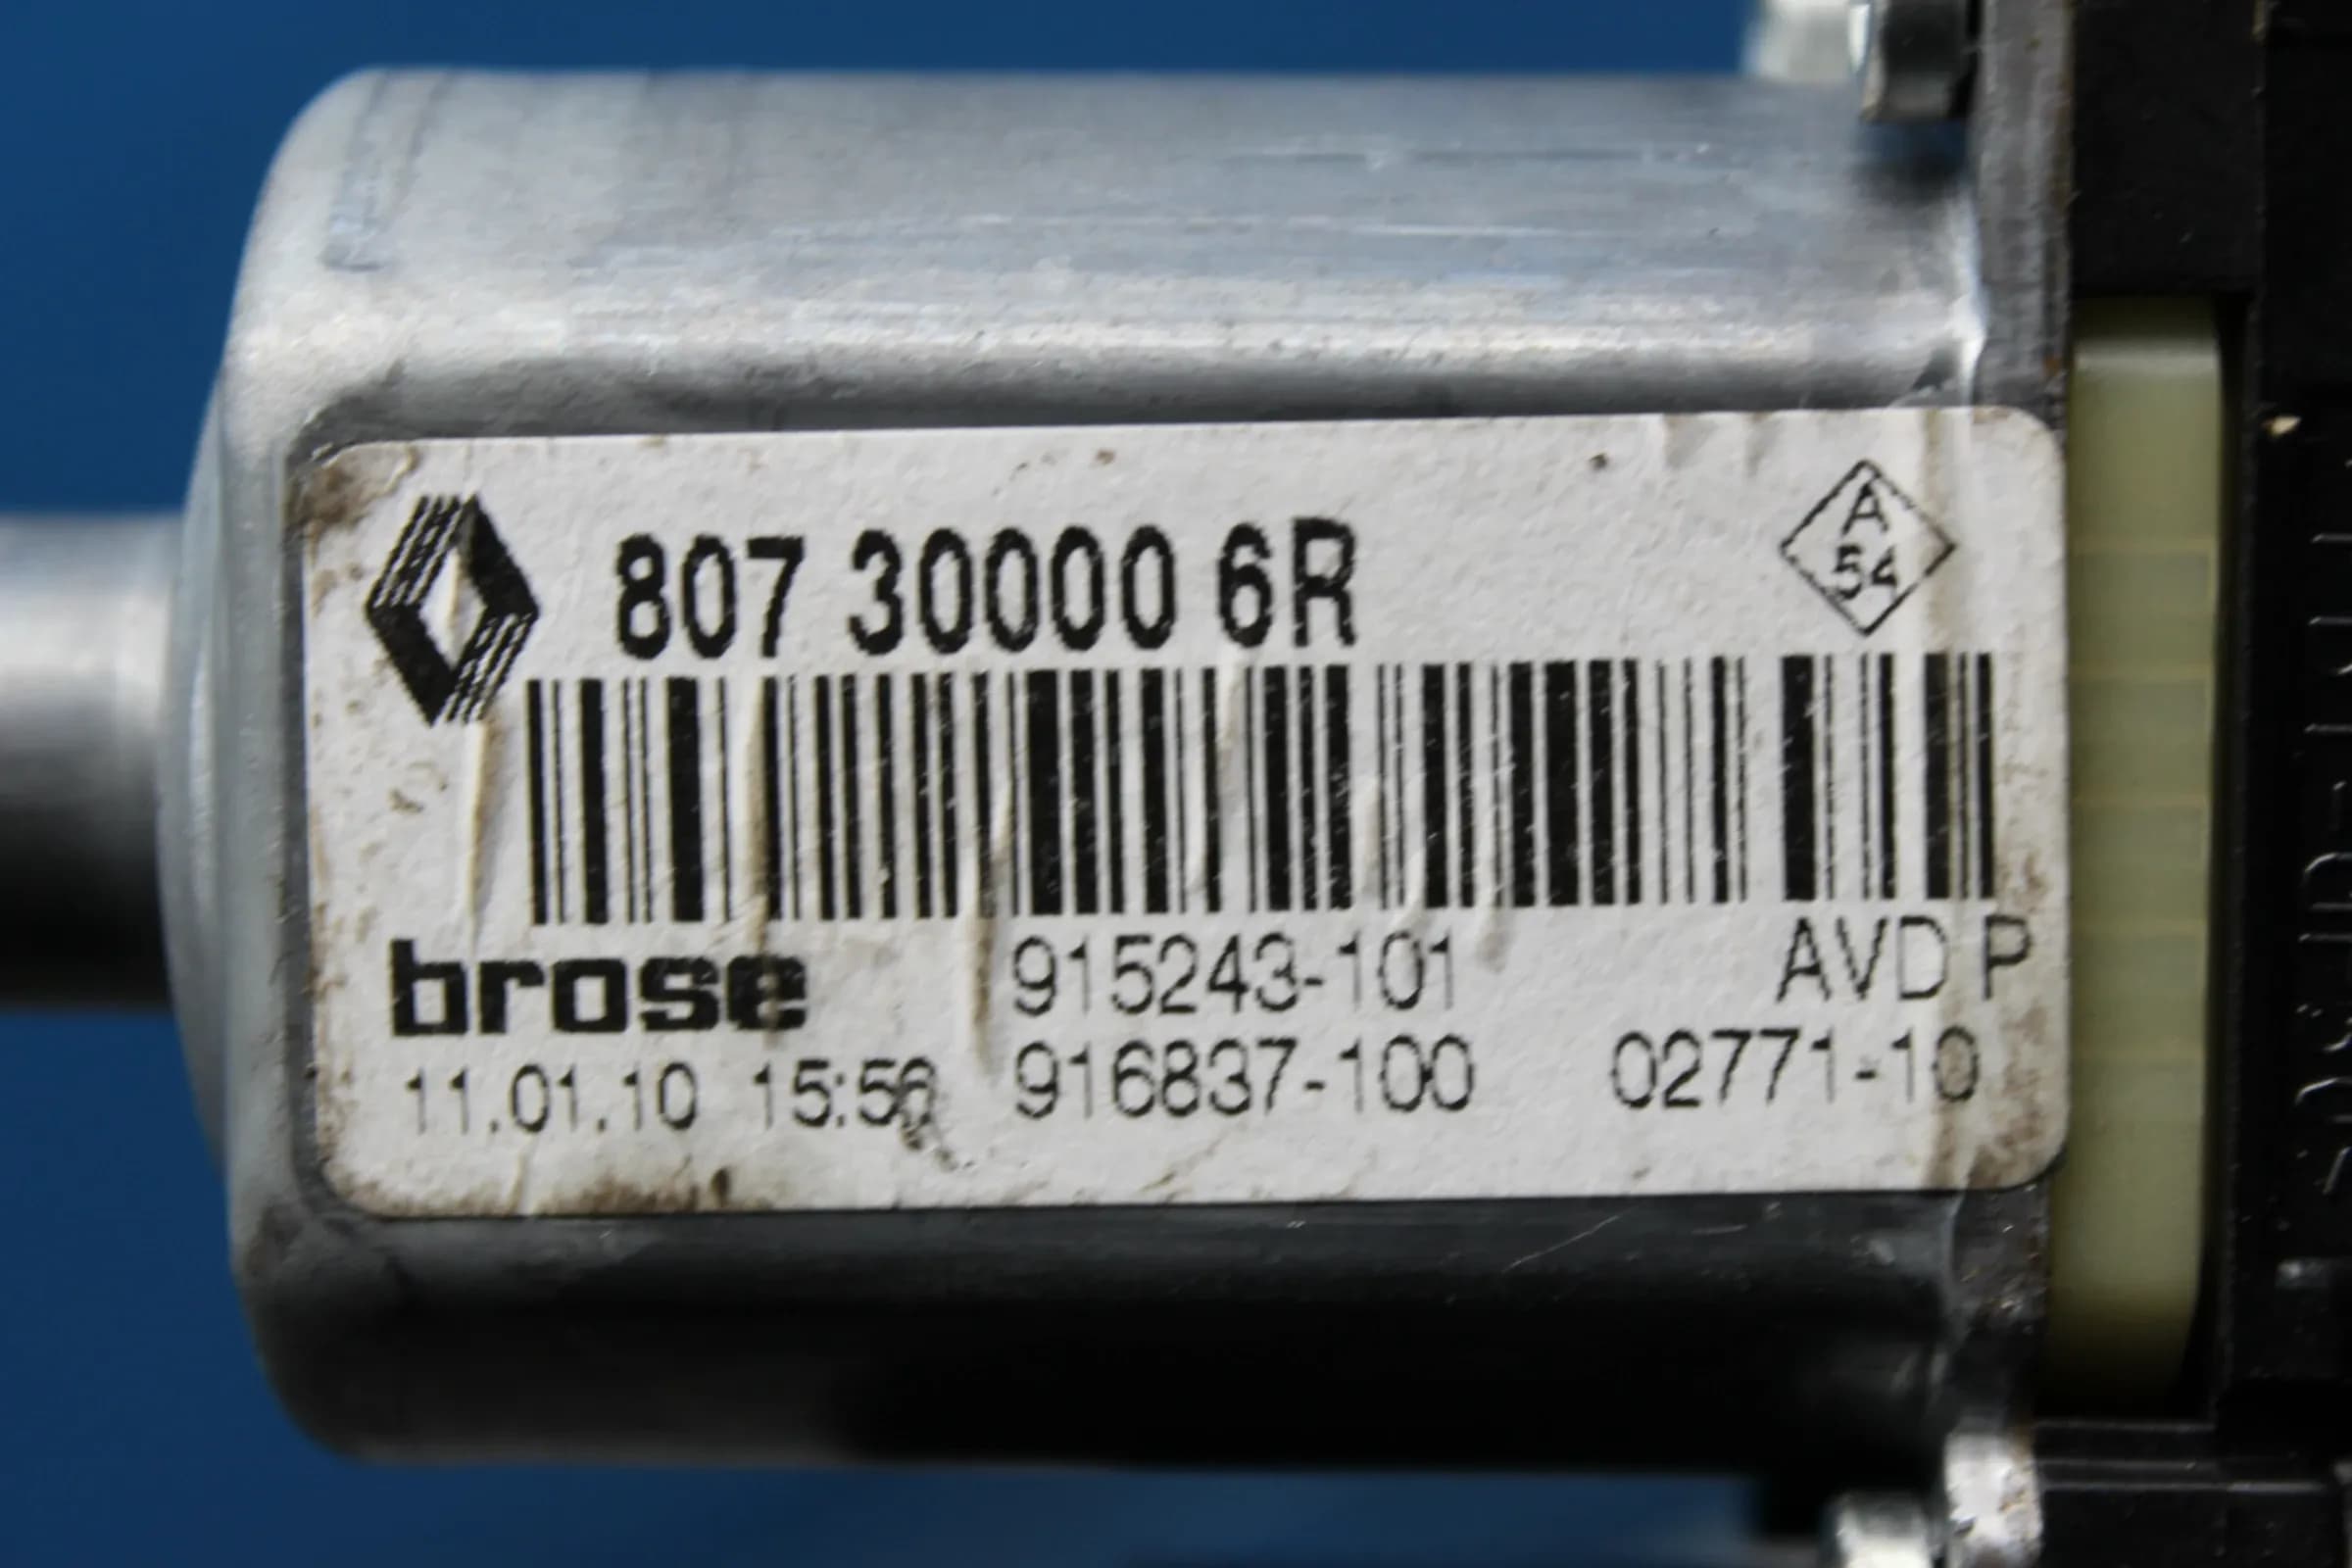 807 30000 6R
A
54
brose
915243-101
AVD P
11.01.10 15:56
916837-100
02771-10